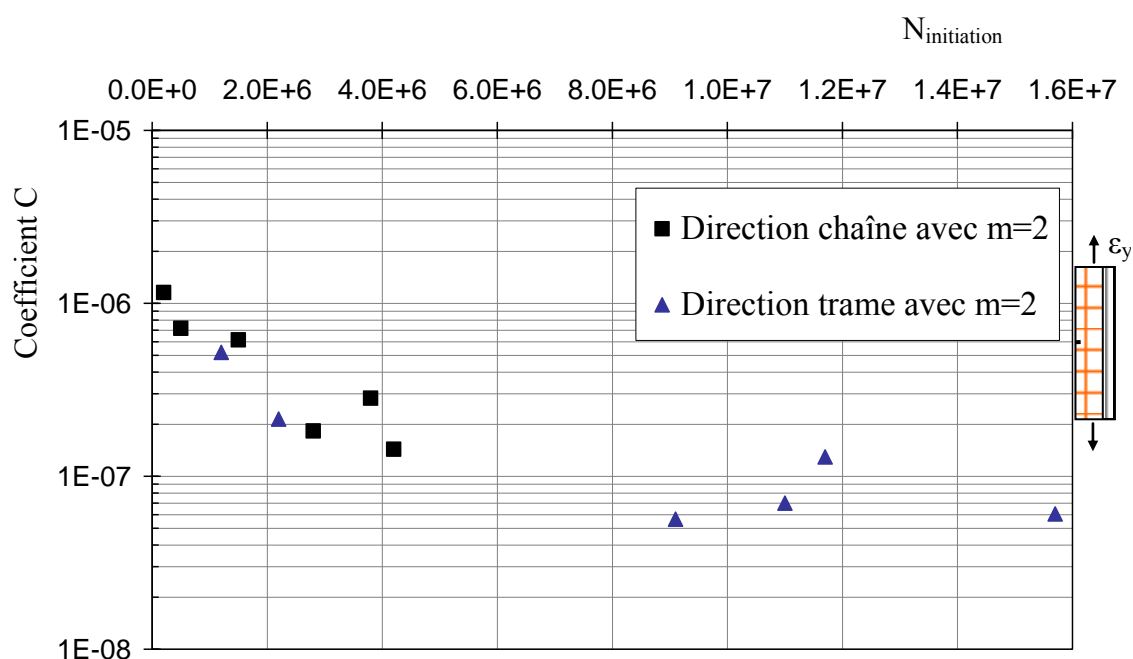 N initiation
0.0E+0 2.0E+6 4.0E+6 6.0E+6 8.0E+6 1.0E+7 1.2E+7 1.4E+7 1.6E+7
1E-05
1E-06
1E-07
1E-08
Coefficient C
Direction chaîne avec m=2
Direction trame avec m=2
εy